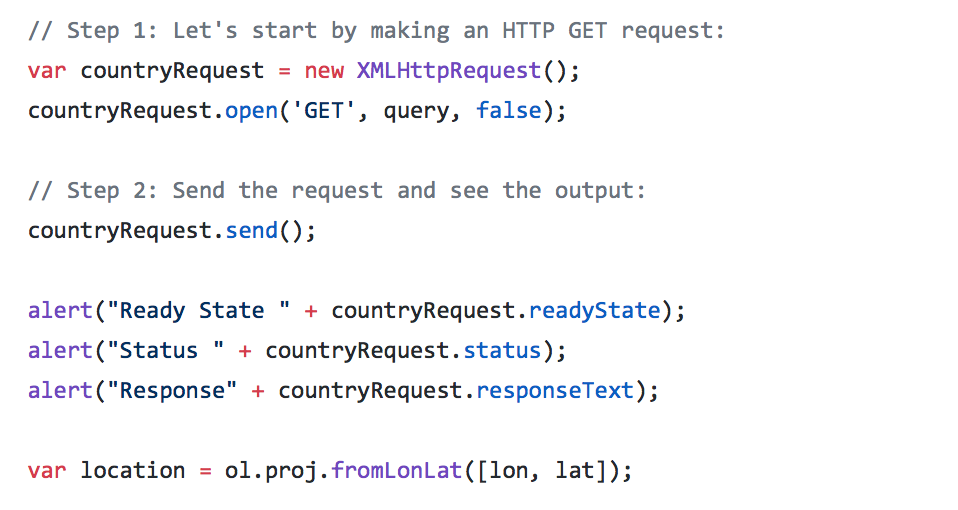 // Step 1: Let's start by making an HTTP GET request:
var countryRequest = new XMLHttpRequest();
countryRequest.open('GET', query, false);
// Step 2: Send the request and see the output:
countryRequest.send();
alert("Ready State " + countryRequest.readyState);
alert("Status " + countryRequest.status);
alert("Response" + countryRequest.responseText);
var location = ol.proj.fromLonLat([lon, lat]);